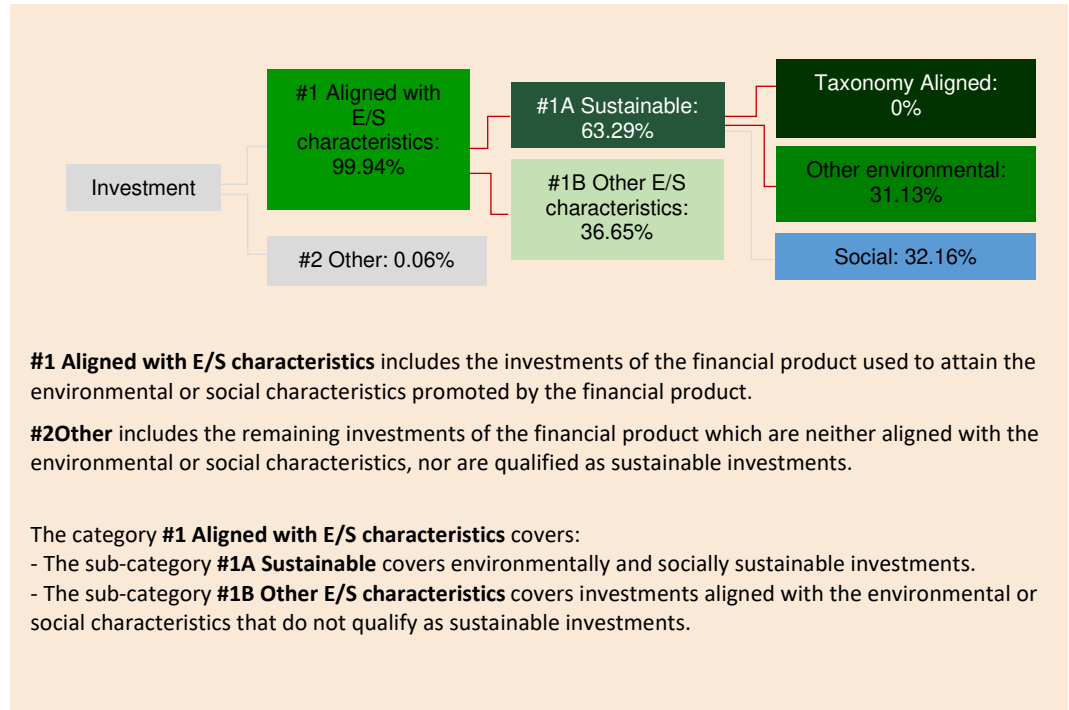 Investment
#1 Aligned with
E/S
characteristics:
99.94%
#2 Other: 0.06%
#1A Sustainable:
63.29%
#1B Other E/S
characteristics:
36.65%
Taxonomy Aligned:
0%
Other environmental:
31.13%
Social: 32.16%
#1 Aligned with E/S characteristics includes the investments of the financial product used to attain the
environmental or social characteristics promoted by the financial product.
#2Other includes the remaining investments of the financial product which are neither aligned with the
environmental or social characteristics, nor are qualified as sustainable investments.
The category #1 Aligned with E/S characteristics covers:
- The sub-category #1A Sustainable covers environmentally and socially sustainable investments.
- The sub-category #1B Other E/S characteristics covers investments aligned with the environmental or
social characteristics that do not qualify as sustainable investments.